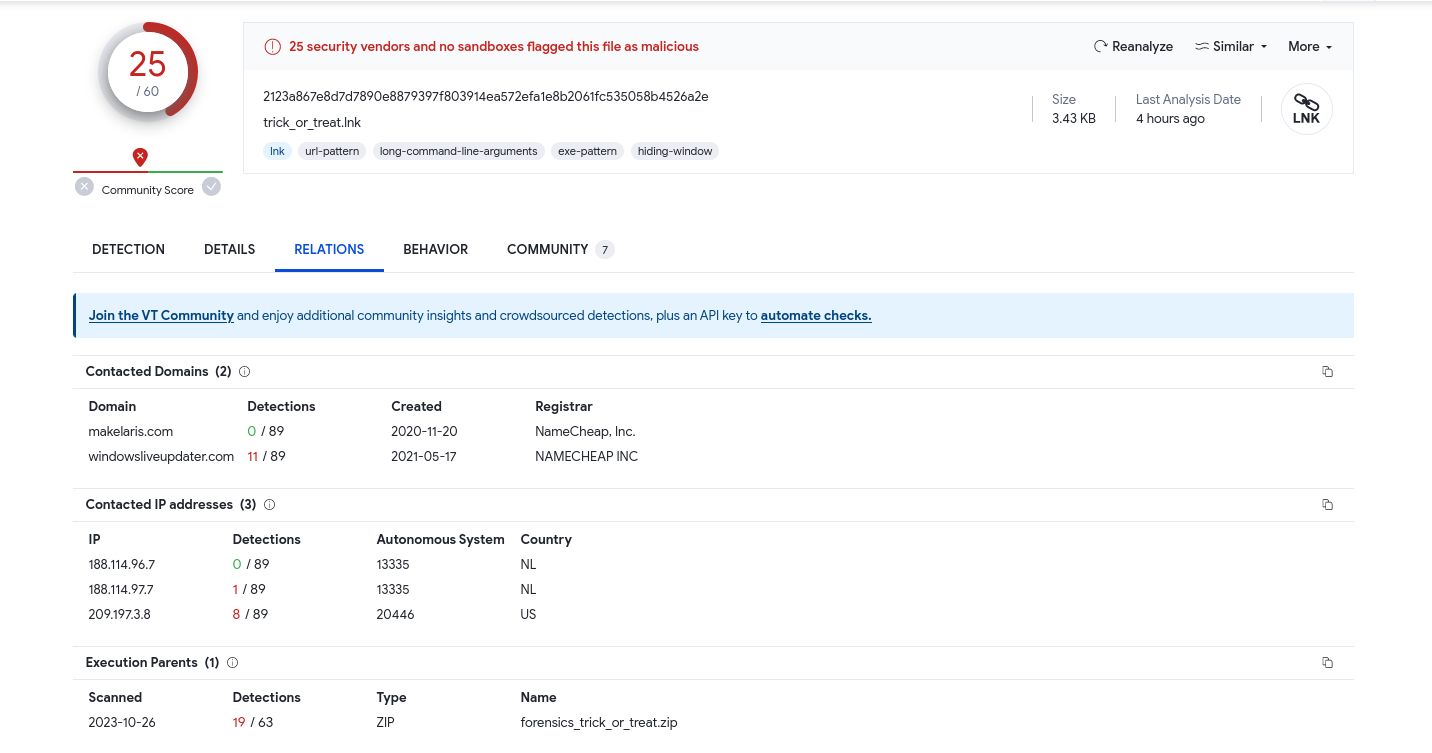 25
/ 60
Community Score
25 security vendors and no sandboxes flagged this file as malicious
Reanalyze Similar More
2123a867e8d7d7890e8879397f803914ea572efa1e8b2061fc535058b4526a2e
trick_or_treat.lnk
lnk url-pattern long-command-line-arguments exe-pattern hiding-window
Size
3.43 KB
Last Analysis Date
4 hours ago
LNK
DETECTION DETAILS RELATIONS BEHAVIOR COMMUNITY 7
Join the VT Community and enjoy additional community insights and crowdsourced detections, plus an API key to automate checks.
Contacted Domains (2)
Domain Detections Created Registrar
makelaris.com 0 / 89 2020-11-20 NameCheap, Inc.
windowsliveupdater.com 11 / 89 2021-05-17 NAMECHEAP INC
Contacted IP addresses (3)
IP Detections Autonomous System Country
188.114.96.7 0 / 89 13335 NL
188.114.97.7 1 / 89 13335 NL
209.197.3.8 8 / 89 20446 US
Execution Parents (1)
Scanned Detections Type Name
2023-10-26 19 / 63 ZIP forensics_trick_or_treat.zip